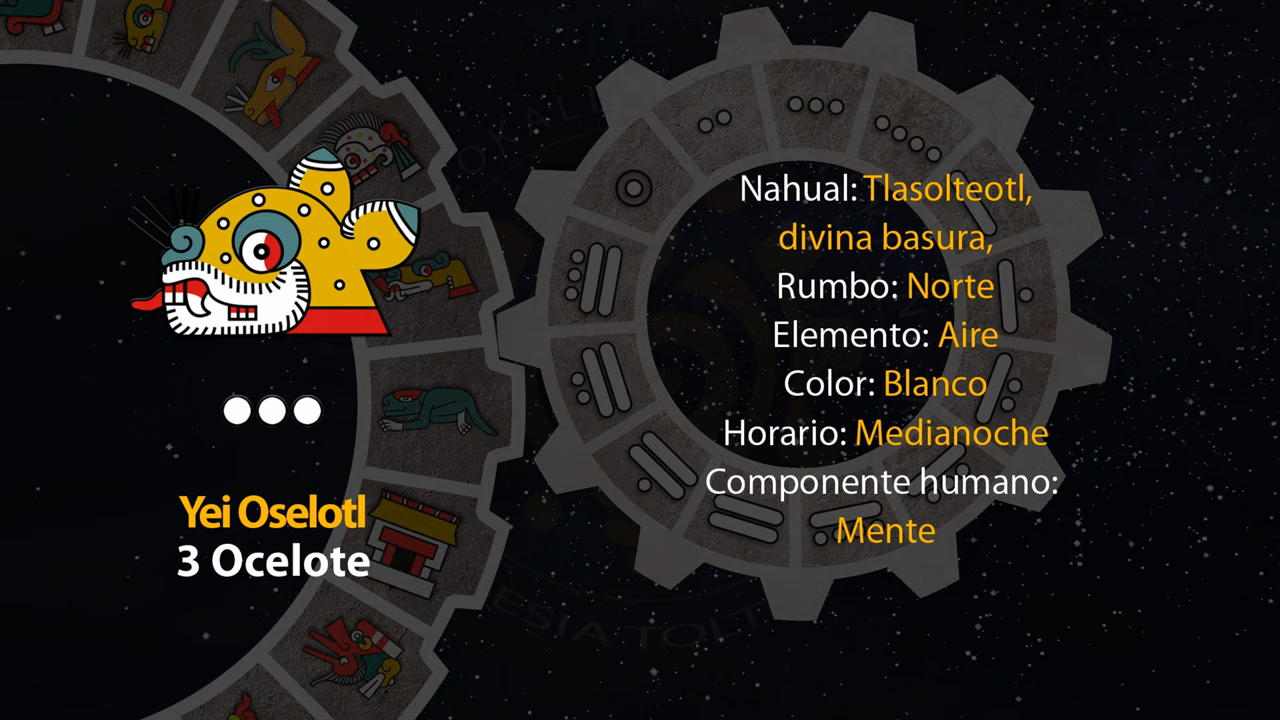 Yei Oselotl
3 Ocelote
Nahual: Tlasolteotl,
divina basura,
Rumbo: Norte
Elemento: Aire
Color: Blanco
Horario: Medianoche
Componente humano:
Mente